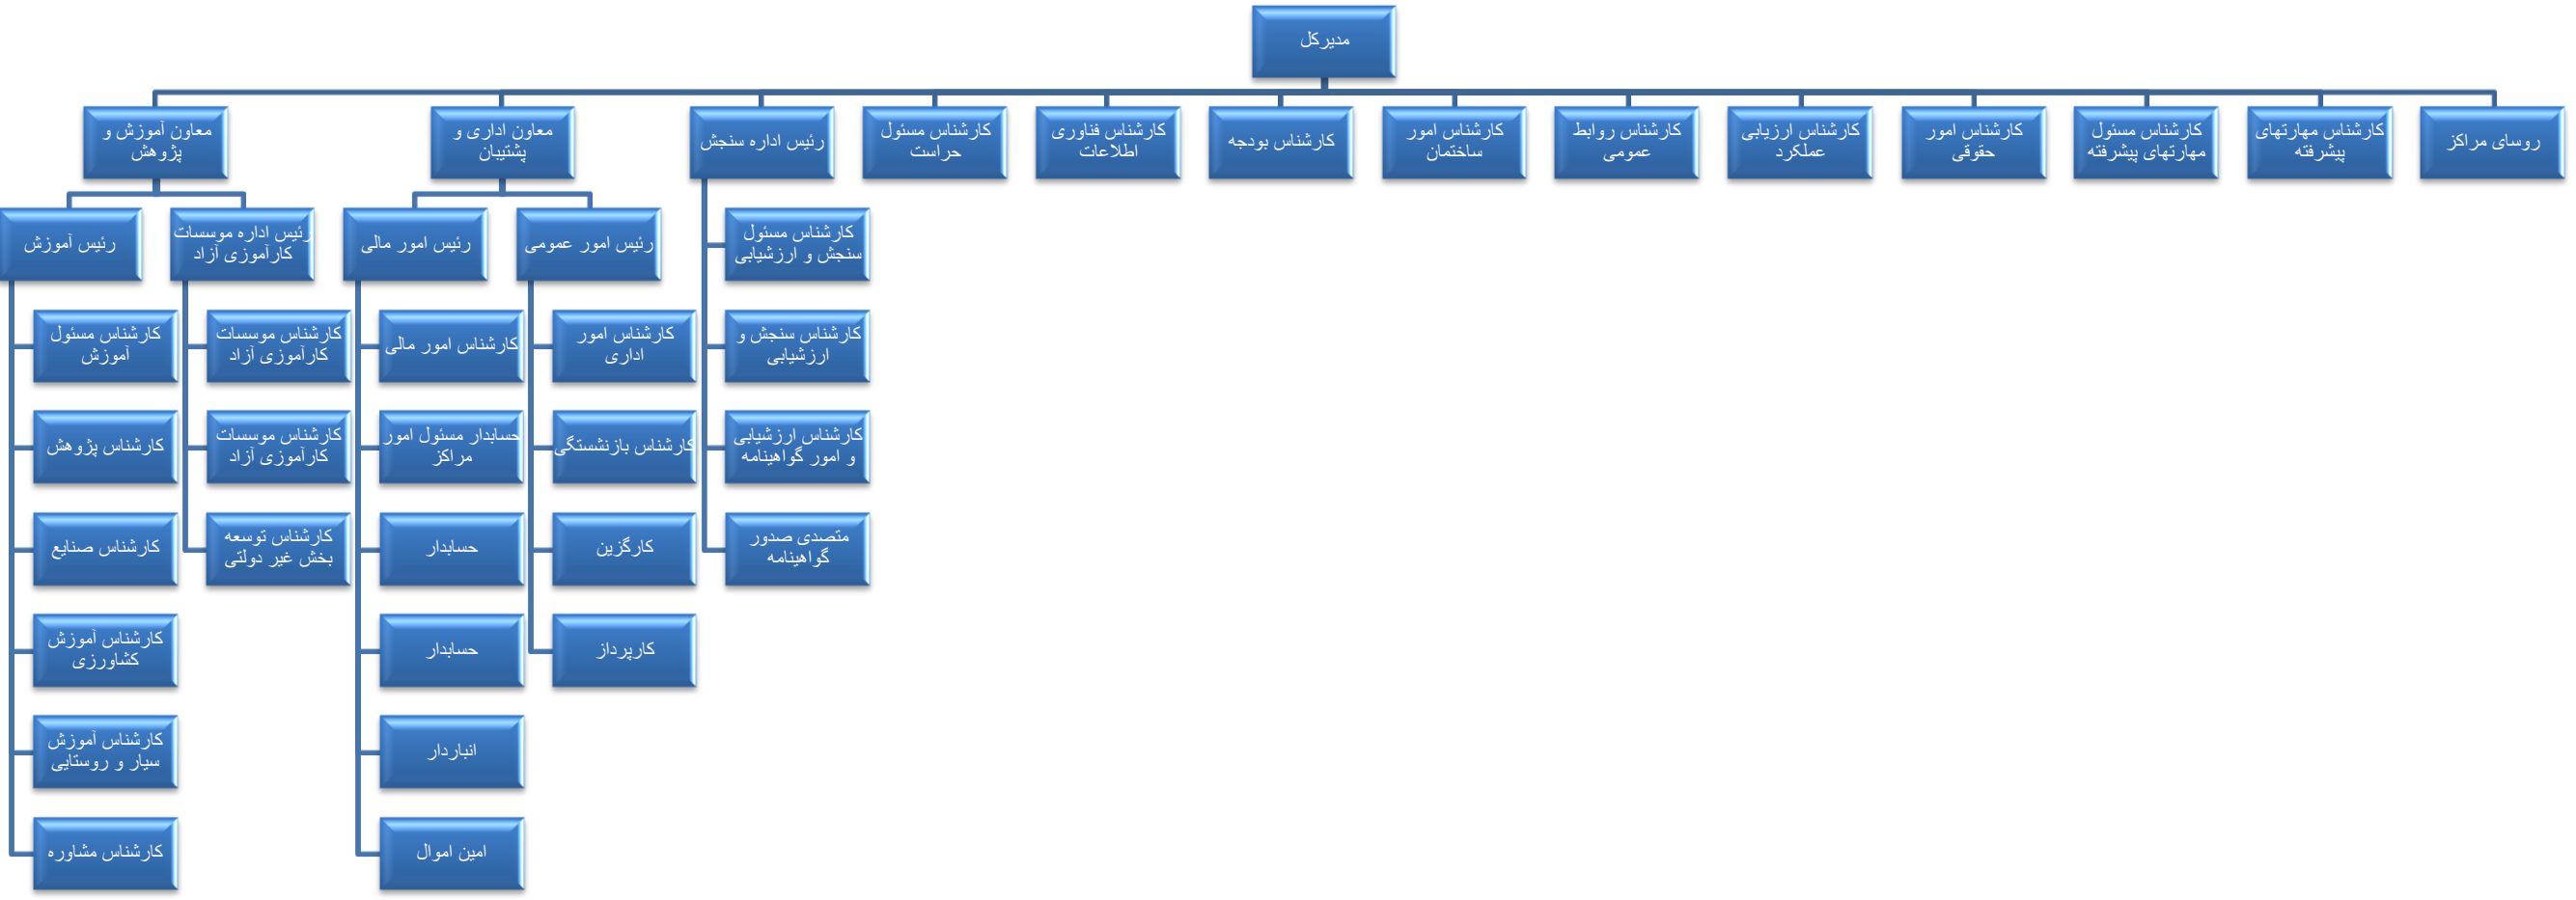 مدیرکل
روسای مراکز
کارشناس مهارتهای
پیشرفته
کارشناس مسئول
مهارتهای پیشرفته
کارشناس امور
حقوقی
کارشناس ارزیابی
عملکرد
کارشناس روابط
عمومی
کارشناس امور
ساختمان
کارشناس بودجه
کارشناس فناوری
اطلاعات
کارشناس مسئول
حراست
رئیس اداره سنجش
معاون اداری و
پشتیبان
معاون آموزش و
پژوهش
کارشناس مسئول
سنجش و ارزشیابی
کارشناس سنجش و
ارزشیابی
کارشناس ارزشیابی
و امور گواهینامه
متصدی صدور
گواهینامه
رئیس امور عمومی
کارشناس امور
اداری
کارشناس بازنشستگی
کارگزین
کارپرداز
رئیس امور مالی
کارشناس امور مالی
حسابدار مسئول امور
مراکز
حسابدار
حسابدار
انباردار
امین اموال
رئیس اداره موسسات
کارآموزی آزاد
کارشناس موسسات
کارآموزی آزاد
کارشناس موسسات
کارآموزی آزاد
کارشناس توسعه
بخش غیر دولتی
رئیس آموزش
کارشناس مسئول
آموزش
کارشناس پژوهش
کارشناس صنایع
کارشناس آموزش
کشاورزی
کارشناس آموزش
سیار و روستایی
کارشناس مشاوره